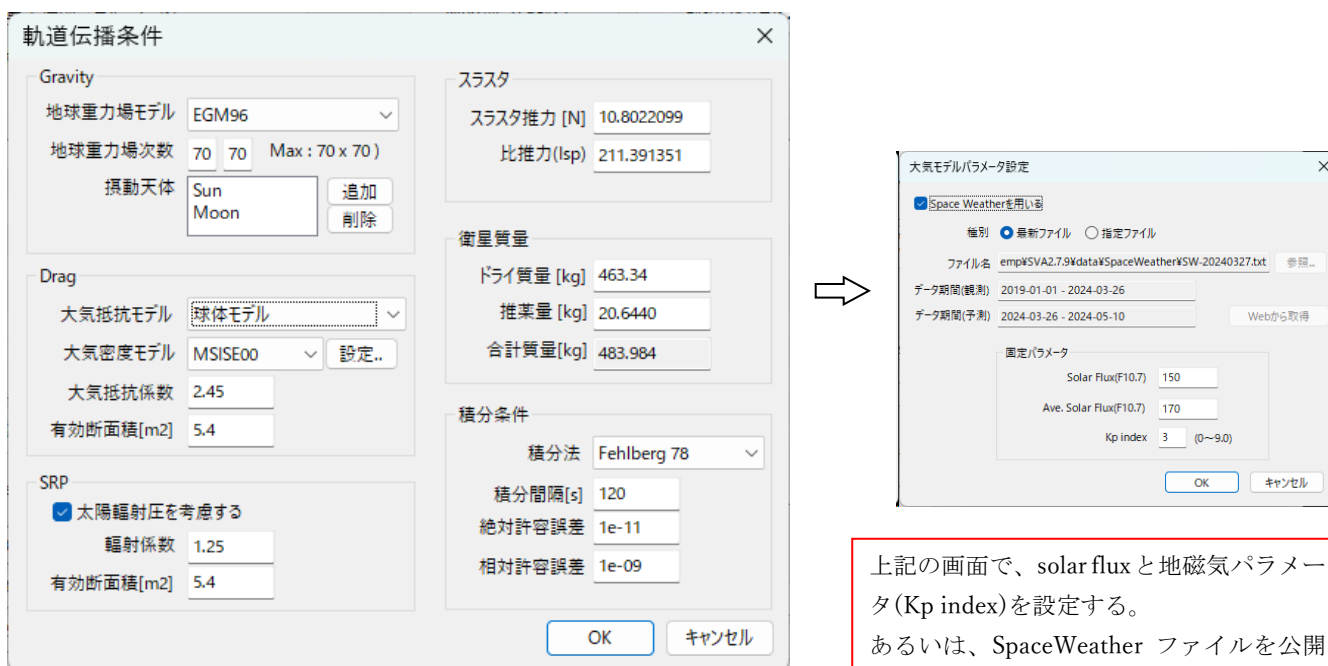 軌道伝播条件
Gravity
地球重力場モデル EGM96
地球重力場次数 70 70 Max : 70 x 70 )
摂動天体 Sun
Moon
追加
削除
Drag
大気抵抗モデル 球体モデル
大気密度モデル MSISE00 設定..
大気抵抗係数 2.45
有効断面積[m2] 5.4
SRP
太陽輻射圧を考慮する
輻射係数 1.25
有効断面積[m2] 5.4
スラスタ
スラスタ推力 [N] 10.8022099
比推力(Isp) 211.391351
衛星質量
ドライ質量 [kg] 463.34
推薬量 [kg] 20.6440
合計質量[kg] 483.984
積分条件
積分法 Fehlberg 78
積分間隔[s] 120
絶対許容誤差 1e-11
相対許容誤差 1e-09
OK キャンセル
大気モデルパラメータ設定
Space Weatherを用いる
種別 最新ファイル 指定ファイル
ファイル名 emp¥SVA2.7.9¥data¥SpaceWeather¥SW-20240327.txt 参照...
データ期間(観測) 2019-01-01 - 2024-03-26
データ期間(予測) 2024-03-26 - 2024-05-10 Webから取得
固定パラメータ
Solar Flux(F10.7) 150
Ave. Solar Flux(F10.7) 170
Kp index 3 (0～9.0)
OK キャンセル
上記の画面で、solar flux と地磁気パラメー
タ(Kp index)を設定する。
あるいは、SpaceWeather ファイルを公開